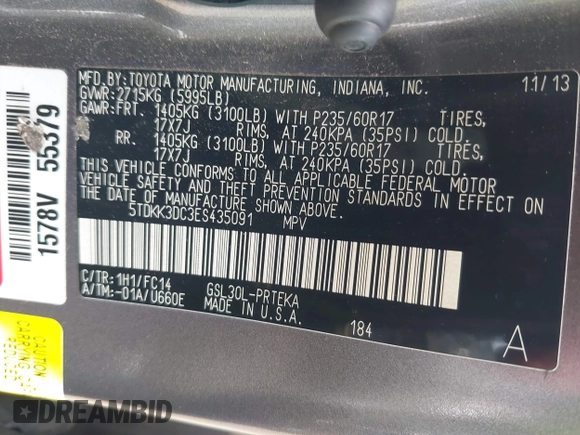 MFD.BY:TOYOTA MOTOR MANUFACTURING, INDIANA, INC. 11/13
GVWR:2715KG (5995LB)
GAWR:FRT. 1405KG (3100LB) WITH P235/60R17 TIRES,
17X7J RIMS, AT 240KPA (35PSI) COLD.
RR. 1405KG (3100LB) WITH P235/60R17 TIRES,
17X7J RIMS, AT 240KPA (35PSI) COLD.
THIS VEHICLE CONFORMS TO ALL APPLICABLE FEDERAL MOTOR
VEHICLE SAFETY AND THEFT PREVENTION STANDARDS IN EFFECT ON
THE DATE OF MANUFACTURE SHOWN ABOVE.
5TDKK3DC3ES435091 MPV
C/TR:1H1/FC14 GSL30L-PRTEKA
A/TM:-01A/U660E MADE IN U.S.A.
184
A
1578V 55379
CAUTION
CARRYING
REDUCED
DREAMBID